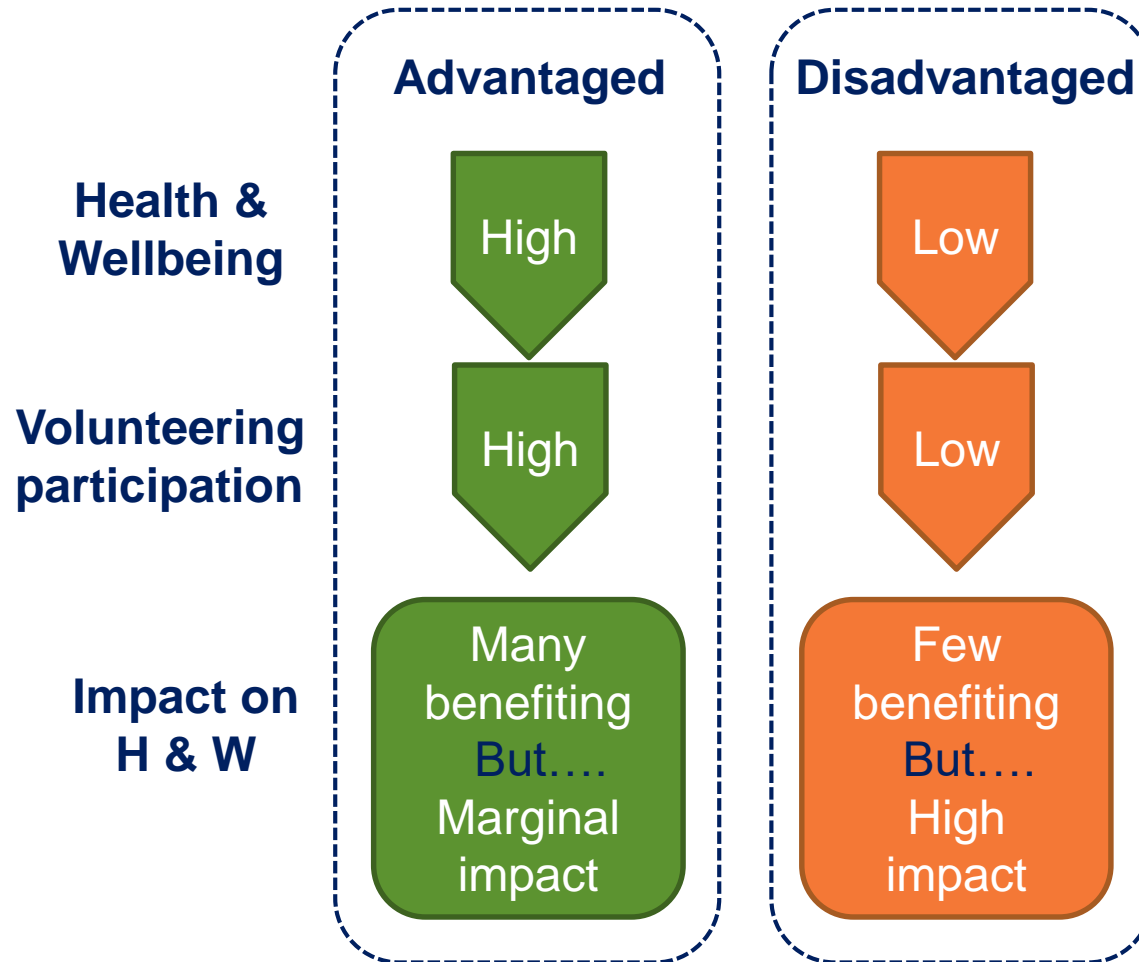 Advantaged
Disadvantaged
Health &
Wellbeing
High
Low
Volunteering
participation
High
Low
Impact on
H & W
Many
benefiting
But....
Marginal
impact
Few
benefiting
But....
High
impact